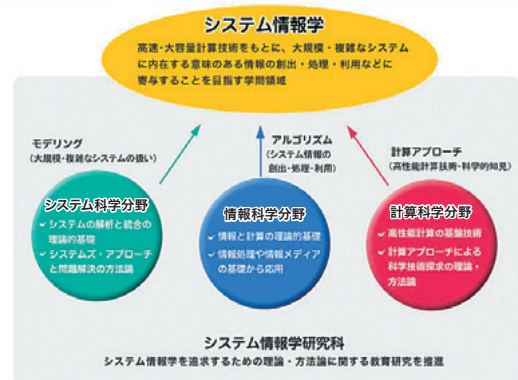 システム情報学
高速・大容量計算技術をもとに、大規模・複雑なシステム
に内在する意味のある情報の創出・処理・利用などに
寄与することを目指す学問領域
モデリング
(大規模・複雑なシステムの扱い)
アルゴリズム
(システム情報の
創出・処理・利用)
計算アプローチ
(高性能計算技術・科学的知見)
システム科学分野
✓ システムの解析と統合の
理論的基礎
✓ システムズ・アプローチ
と問題解決の方法論
情報科学分野
✓ 情報と計算の理論的基礎
✓ 情報処理や情報メディア
の基礎から応用
計算科学分野
✓ 高性能計算の基盤技術
✓ 計算アプローチによる
科学技術探求の理論・
方法論
システム情報学研究科
システム情報学を追求するための理論・方法論に関する教育研究を推進